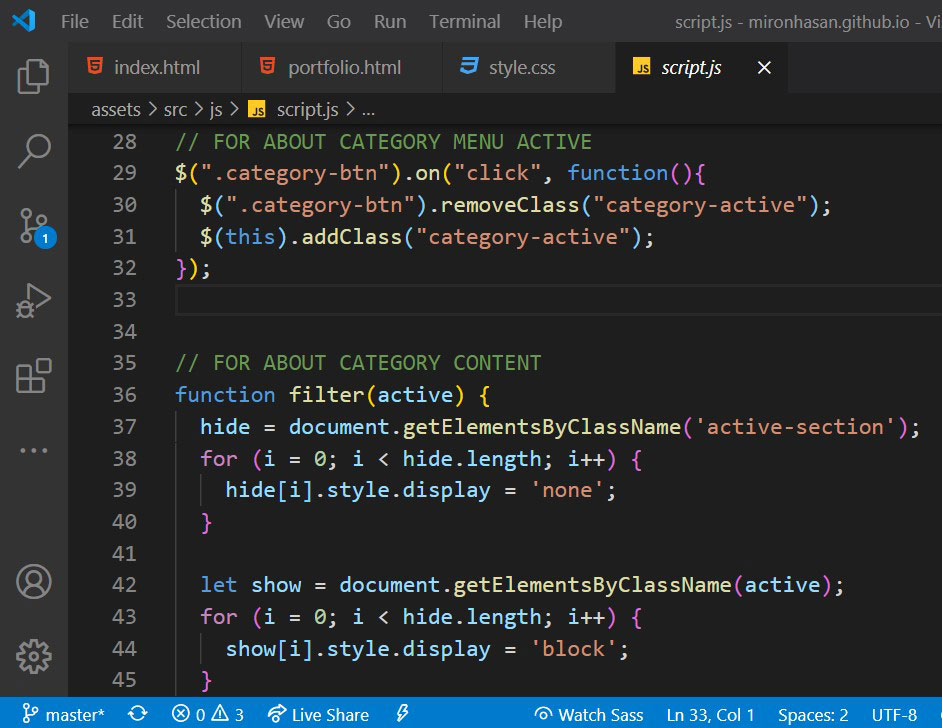 File Edit Selection View Go Run Terminal Help script.js - mironhasan.github.io - Vi
index.html portfolio.html style.css JS script.js
assets > src > js > JS script.js > ...
28 // FOR ABOUT CATEGORY MENU ACTIVE
29 $(".category-btn").on("click", function(){
30 $(".category-btn").removeClass("category-active");
31 $(this).addClass("category-active");
32 });
33
34
35 // FOR ABOUT CATEGORY CONTENT
36 function filter(active) {
37 hide = document.getElementsByClassName('active-section');
38 for (i = 0; i < hide.length; i++) {
39 hide[i].style.display = 'none';
40 }
41
42 let show = document.getElementsByClassName(active);
43 for (i = 0; i < hide.length; i++) {
44 show[i].style.display = 'block';
45 }
1
master* 0 3 Live Share Watch Sass Ln 33, Col 1 Spaces: 2 UTF-8